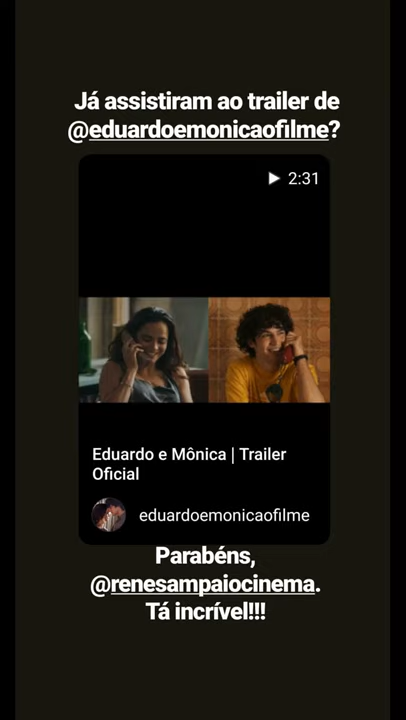 Já assistiram ao trailer de
@eduardoemonicaofilme?
2:31
Eduardo e Mônica | Trailer
Oficial
eduardoemonicaofilme
Parabéns,
@renesampaiocinema.
Tá incrível!!!